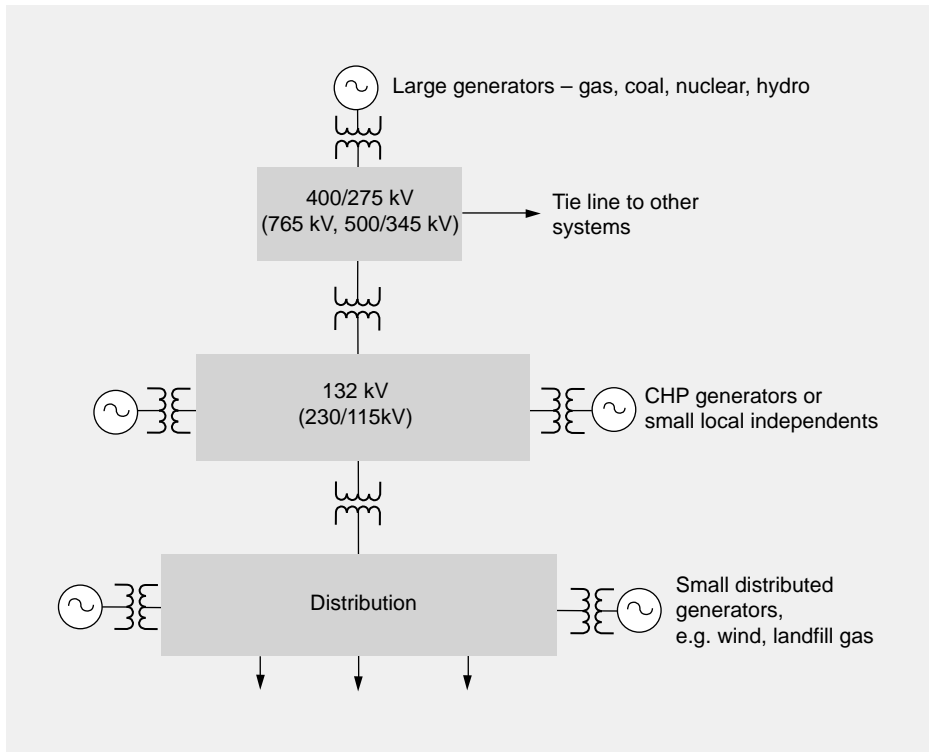 Large generators – gas, coal, nuclear, hydro
400/275 kV
(765 kV, 500/345 kV)
Tie line to other
systems
132 kV
(230/115kV)
CHP generators or
small local independents
Distribution
Small distributed
generators,
e.g. wind, landfill gas